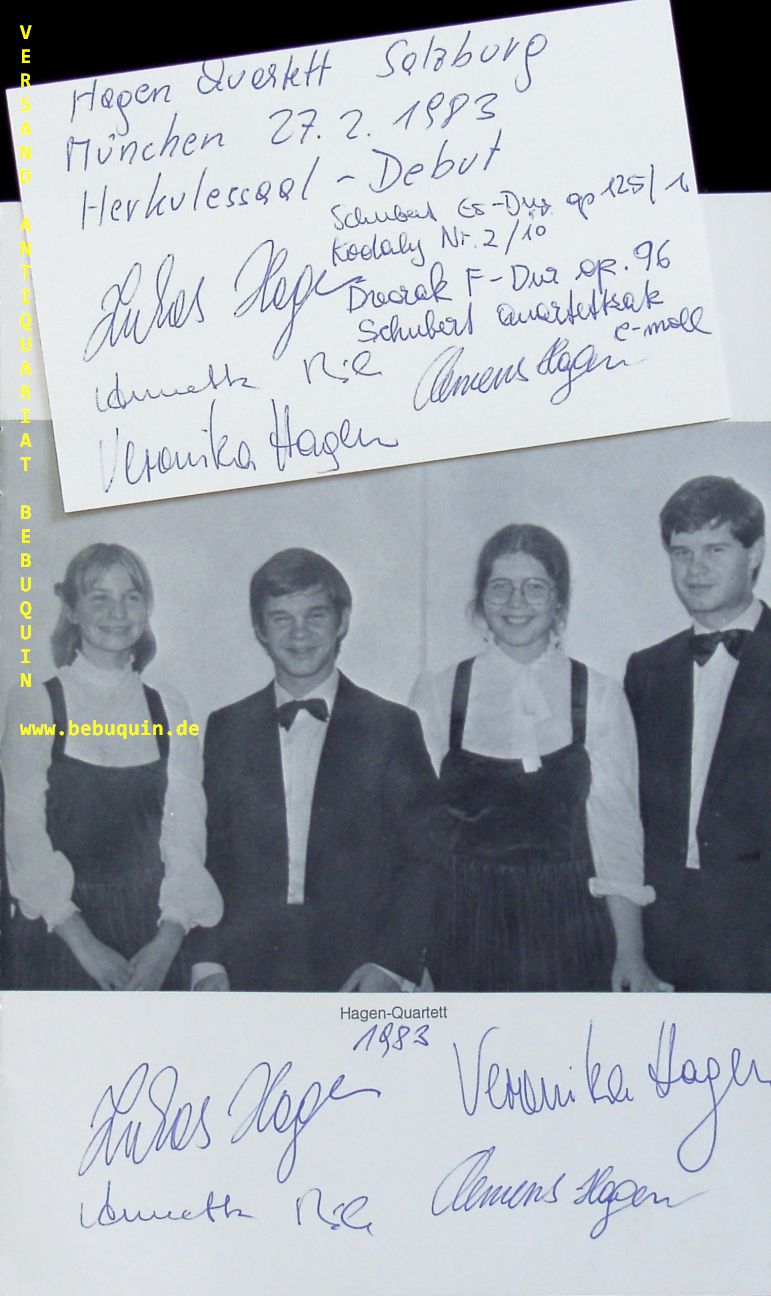 VERSAND ANTIQUARIAT BEBUQUIN
www.bebuquin.de
Hagen Quartett Salzburg
München 27. 2. 1983
Herkulessaal - Debut
Schubert Es-Dur op 125/1
Kodaly Nr. 2/10
Dvorak F-Dur op. 96
Schubert Quartettsatz
c-moll
Lukas Hagen
Annette
Clemens Hagen
Veronika Hagen
Hagen-Quartett
1983
Lukas Hagen
Veronika Hagen
Annette
Clemens Hagen